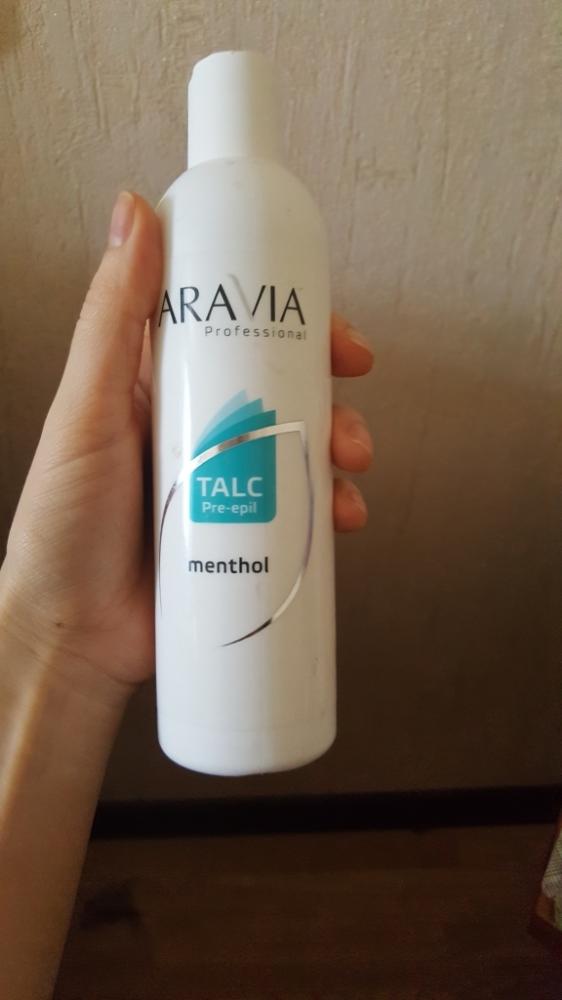 ARAVIA
Professional
TALC
Pre-epil
menthol